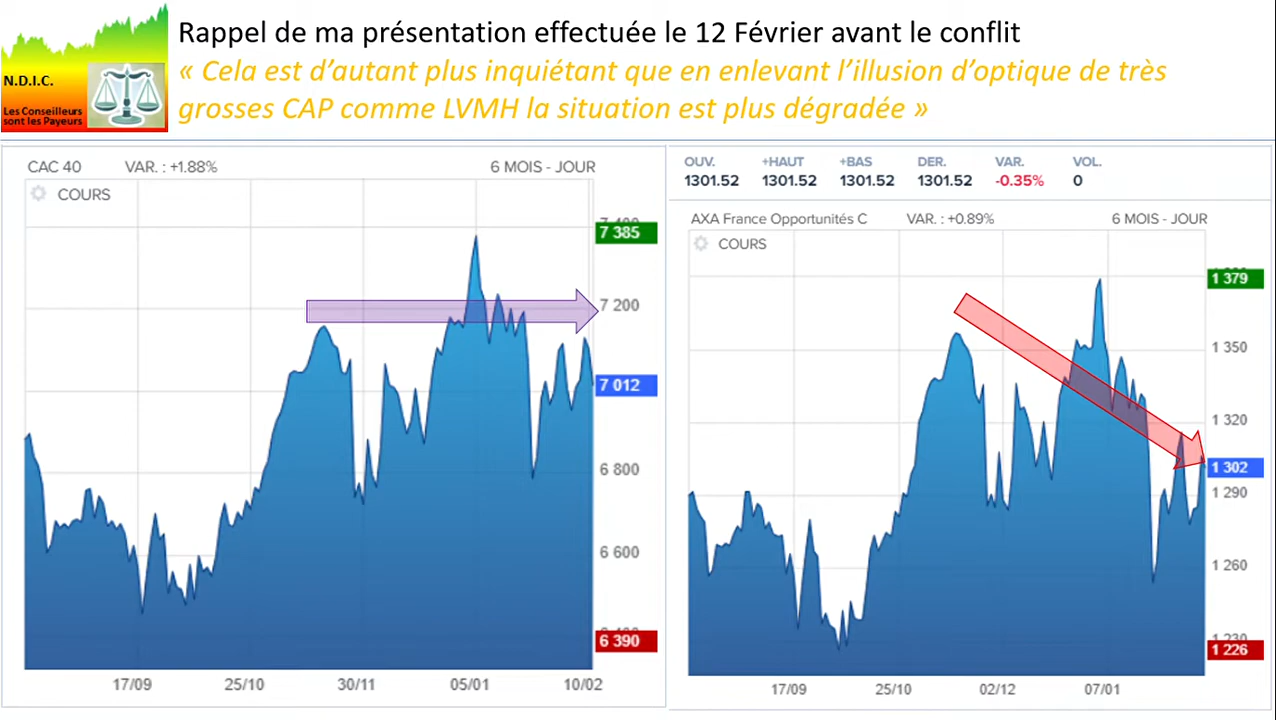 Rappel de ma présentation effectuée le 12 Février avant le conflit
« Cela est d’autant plus inquiétant que en enlevant l’illusion d’optique de très
grosses CAP comme LVMH la situation est plus dégradée »
N.D.I.C.
Les Conseilleurs
sont les Payeurs
CAC 40 VAR. : +1.88% 6 MOIS - JOUR
COURS
7 385
7 200
7 012
6 800
6 600
6 390
17/09 25/10 30/11 05/01 10/02
OUV. +HAUT +BAS DER. VAR. VOL.
1301.52 1301.52 1301.52 1301.52 -0.35% 0
AXA France Opportunités C VAR. : +0.89% 6 MOIS - JOUR
COURS
1 379
1 350
1 320
1 302
1 290
1 260
1 226
17/09 25/10 02/12 07/01